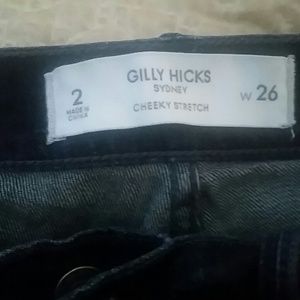 GILLY HICKS
SYDNEY
CHEEKY STRETCH
2
MADE IN
CHINA
W 26